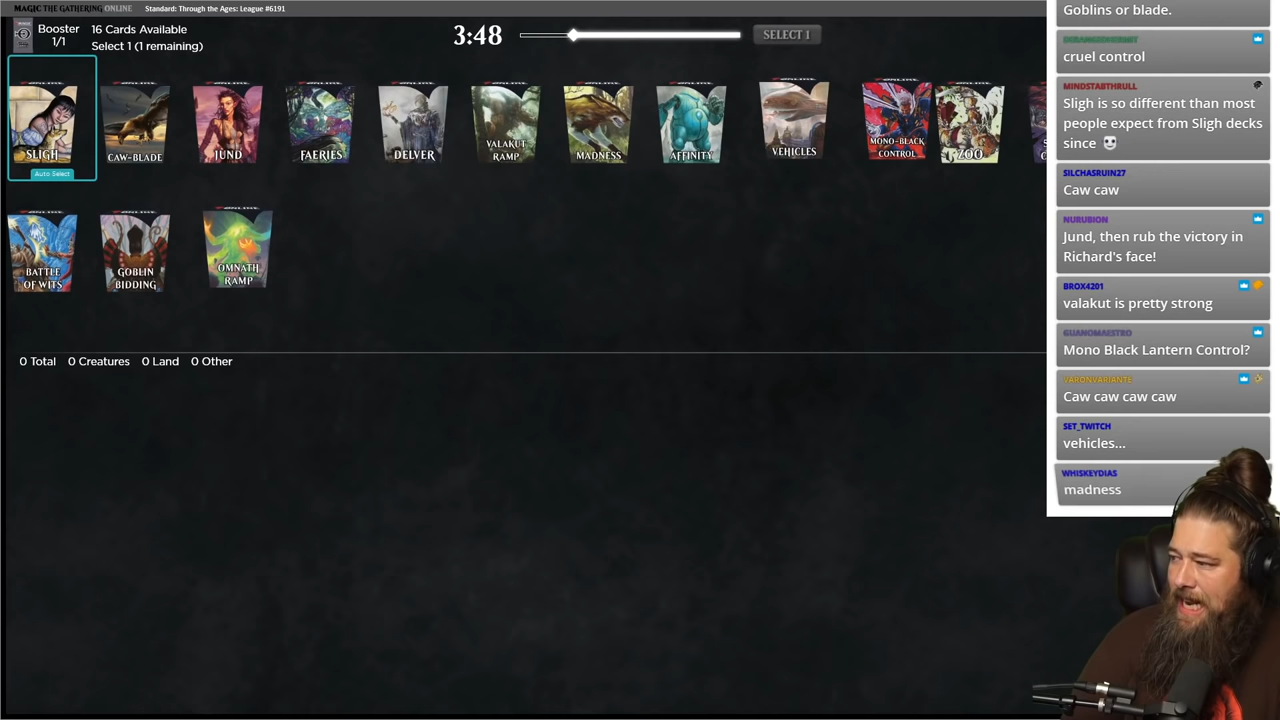 MAGIC THE GATHERING ONLINE
Standard: Through the Ages: League #6191
Booster
1/1
16 Cards Available
Select 1 (1 remaining)
3:48
SELECT 1
SLIGH
CAW-BLADE
JUND
FAERIES
DELVER
VALAKUT
RAMP
MADNESS
AFFINITY
VEHICLES
MONO-BLACK
CONTROL
ZOO
Auto Select
BATTLE
OF WITS
GOBLIN
BIDDING
OMNATH
RAMP
0 Total 0 Creatures 0 Land 0 Other
Goblins or blade.
cruel control
MINDSTABTHRULL
Sligh is so different than most
people expect from Sligh decks
since
SILCHASRUIN27
Caw caw
NURUBION
Jund, then rub the victory in
Richard's face!
BROX4201
valakut is pretty strong
GUANOMAESTRO
Mono Black Lantern Control?
VARONVARIANTE
Caw caw caw caw
SET_TWITCH
vehicles...
WHISKEYDIAS
madness